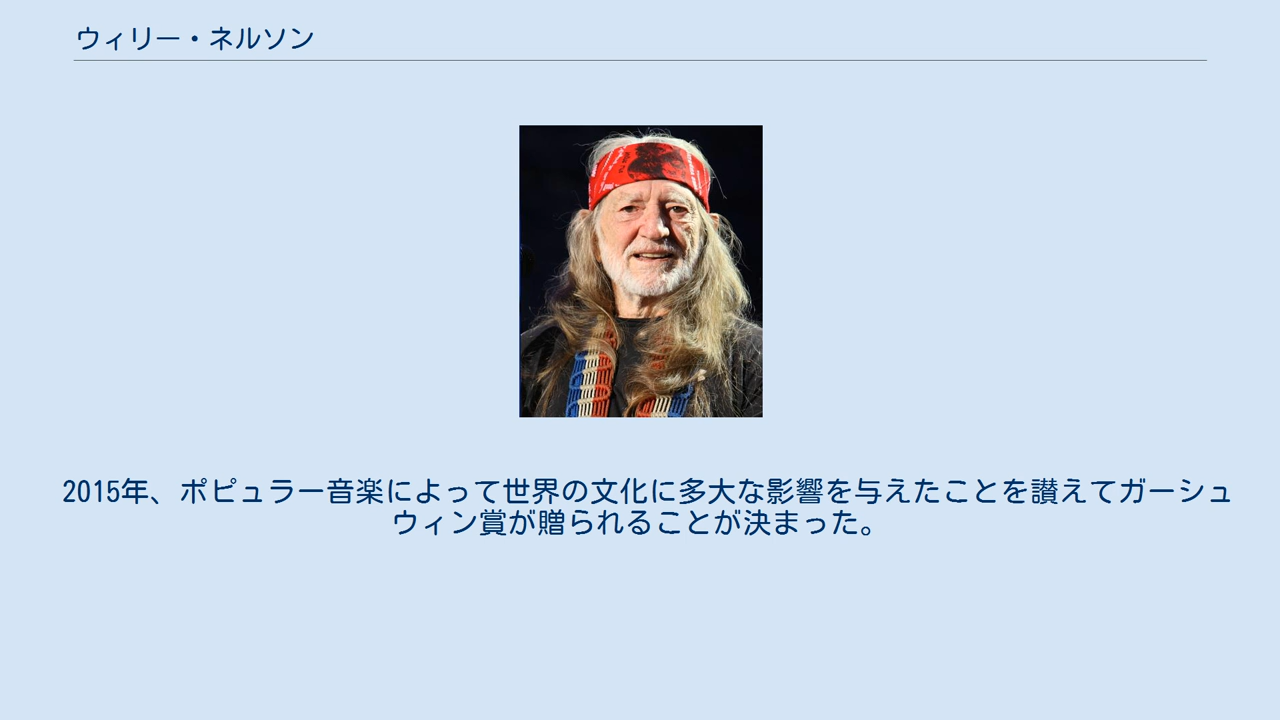 ウィリー・ネルソン
2015年、ポピュラー音楽によって世界の文化に多大な影響を与えたことを讃えてガーシュ
ウィン賞が贈られることが決まった。